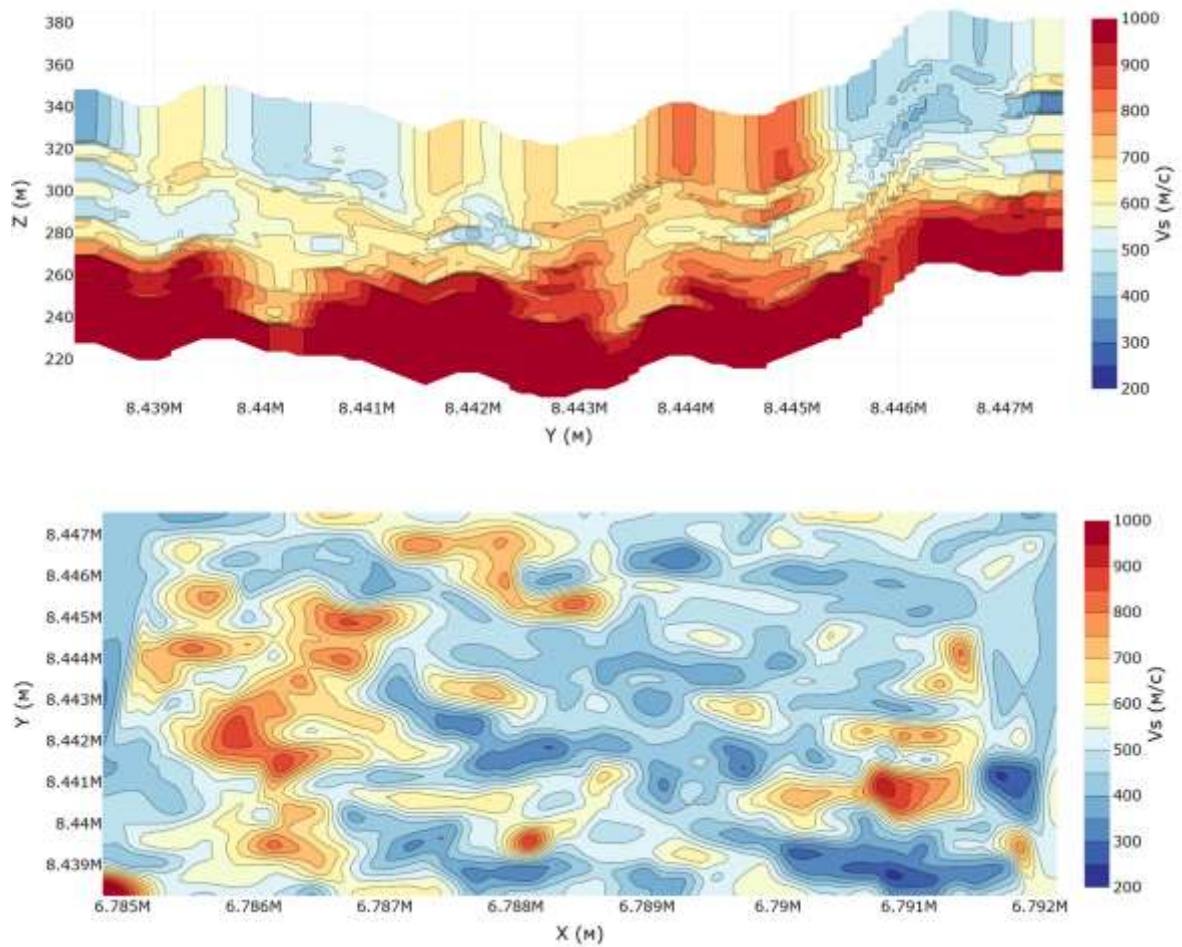 380
360
340
320
300
280
260
240
220
Z (м)
8.439M 8.44M 8.441M 8.442M 8.443M 8.444M 8.445M 8.446M 8.447M
Y (м)
1000
900
800
700
600
500
400
300
200
Vs (м/с)
8.447M
8.446M
8.445M
8.444M
8.443M
8.442M
8.441M
8.44M
8.439M
Y (м)
6.785M 6.786M 6.787M 6.788M 6.789M 6.79M 6.791M 6.792M
X (м)
1000
900
800
700
600
500
400
300
200
Vs (м/с)